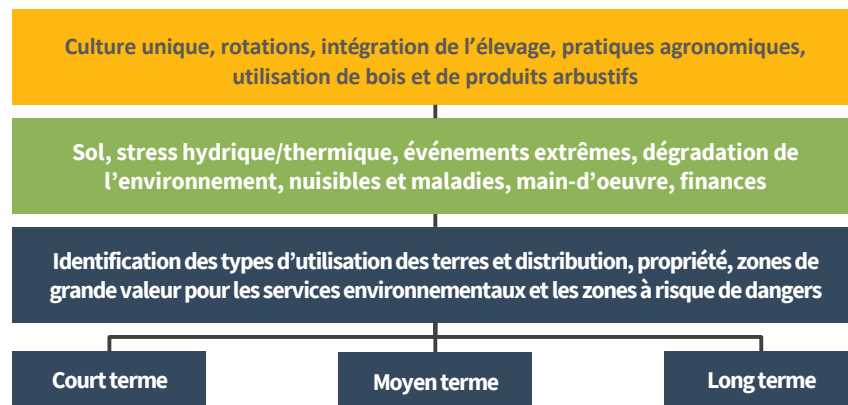 Culture unique, rotations, intégration de l'élevage, pratiques agronomiques,
utilisation de bois et de produits arbustifs
Sol, stress hydrique/thermique, événements extrêmes, dégradation de
l'environnement, nuisibles et maladies, main-d'oeuvre, finances
Identification des types d'utilisation des terres et distribution, propriété, zones de
grande valeur pour les services environnementaux et les zones à risque de dangers
Court terme
Moyen terme
Long terme